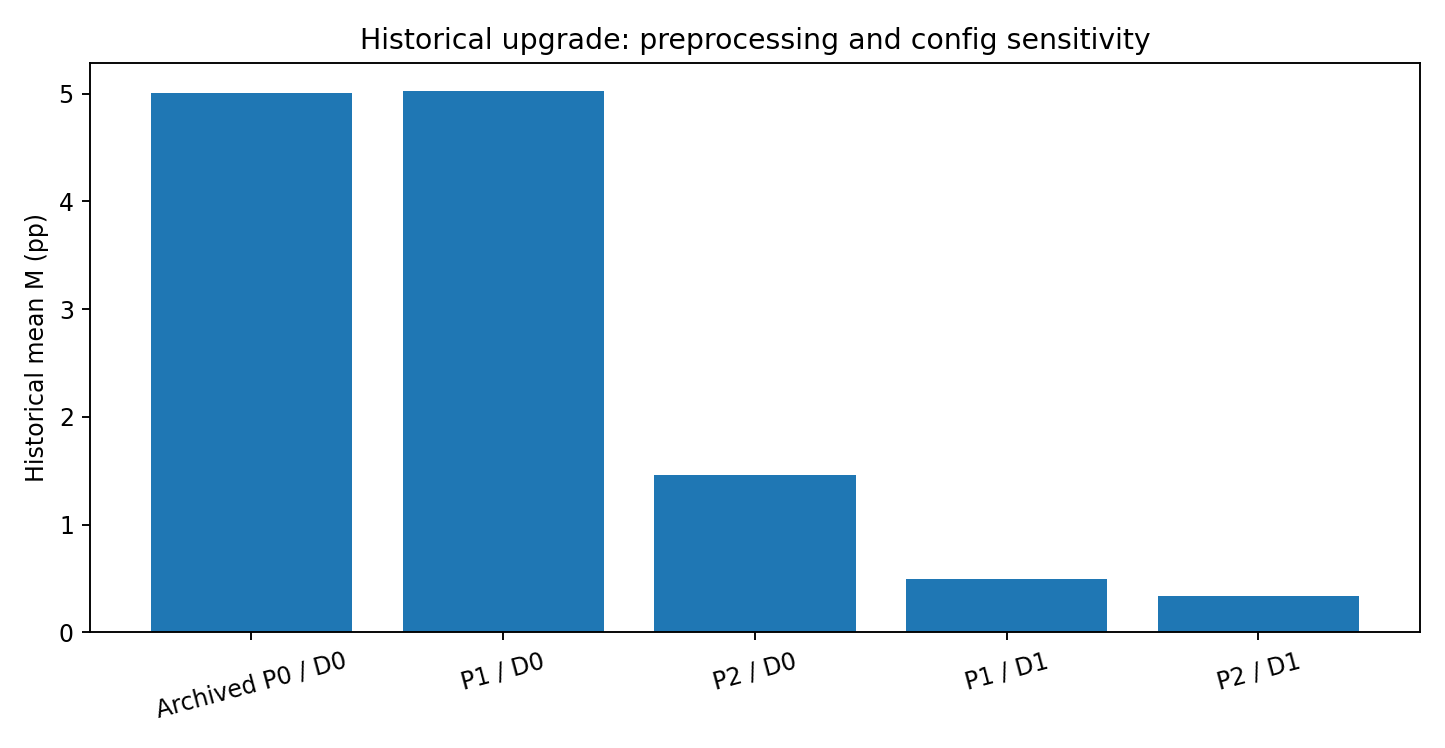 Historical upgrade: preprocessing and config sensitivity
Historical mean M (pp)
5
4
3
2
1
0
Archived P0 / D0
P1 / D0
P2 / D0
P1 / D1
P2 / D1